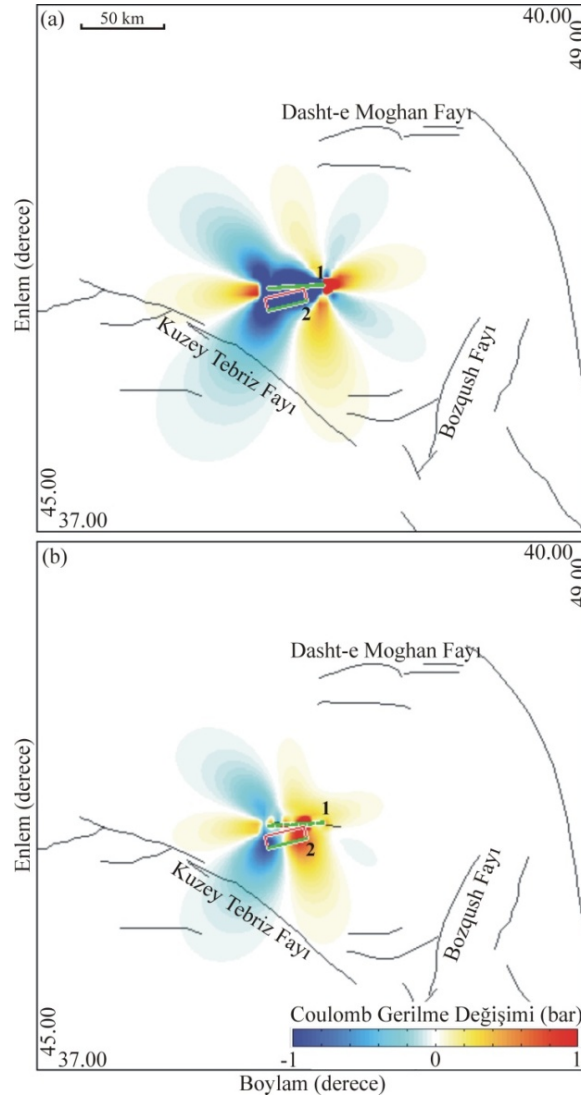 (a)
50 km
40.00
49.00
Dasht-e Moghan Fayı
Enlem (derece)
1
2
Kuzey Tebriz Fayı
Bozqush Fayı
45.00
37.00
(b)
40.00
49.00
Dasht-e Moghan Fayı
Enlem (derece)
1
2
Kuzey Tebriz Fayı
Bozqush Fayı
45.00
37.00
Coulomb Gerilme Değişimi (bar)
-1 0 1
Boylam (derece)